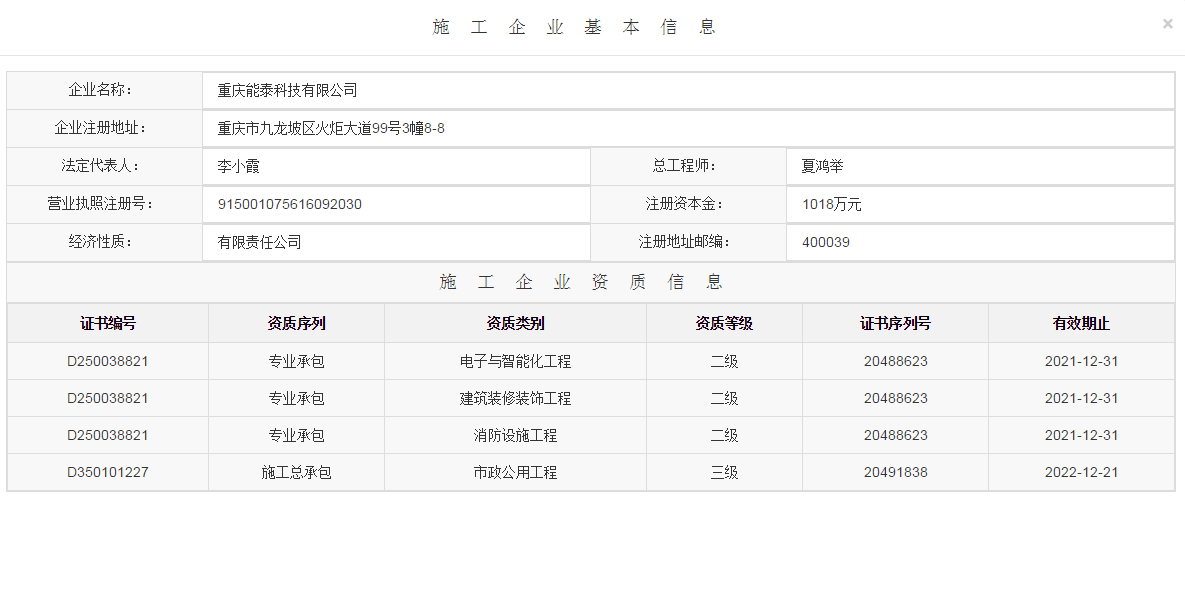 施 工 企 业 基 本 信 息 ×
企业名称： 重庆能泰科技有限公司
企业注册地址： 重庆市九龙坡区火炬大道99号3幢8-8
法定代表人： 李小霞 总工程师： 夏鸿举
营业执照注册号： 915001075616092030 注册资本金： 1018万元
经济性质： 有限责任公司 注册地址邮编： 400039
施 工 企 业 资 质 信 息
证书编号 资质序列 资质类别 资质等级 证书序列号 有效期止
D250038821 专业承包 电子与智能化工程 二级 20488623 2021-12-31
D250038821 专业承包 建筑装修装饰工程 二级 20488623 2021-12-31
D250038821 专业承包 消防设施工程 二级 20488623 2021-12-31
D350101227 施工总承包 市政公用工程 三级 20491838 2022-12-21